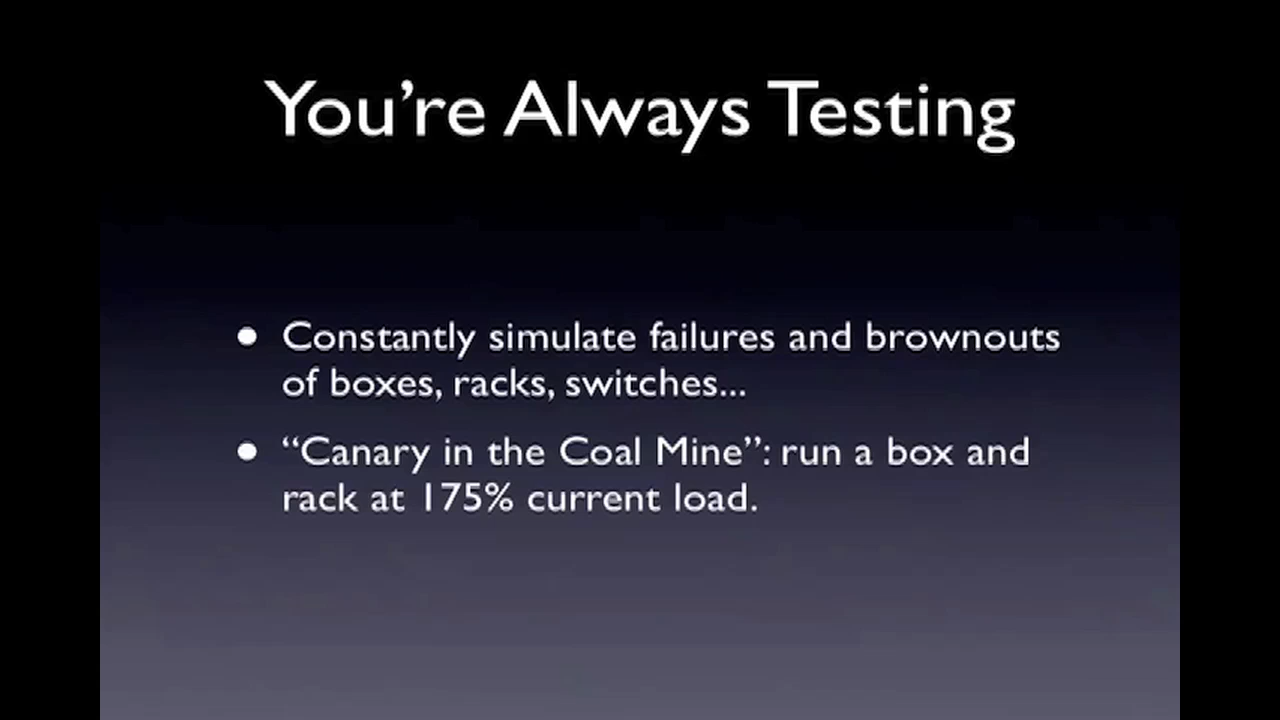 You’re Always Testing
● Constantly simulate failures and brownouts
of boxes, racks, switches...
● “Canary in the Coal Mine”: run a box and
rack at 175% current load.